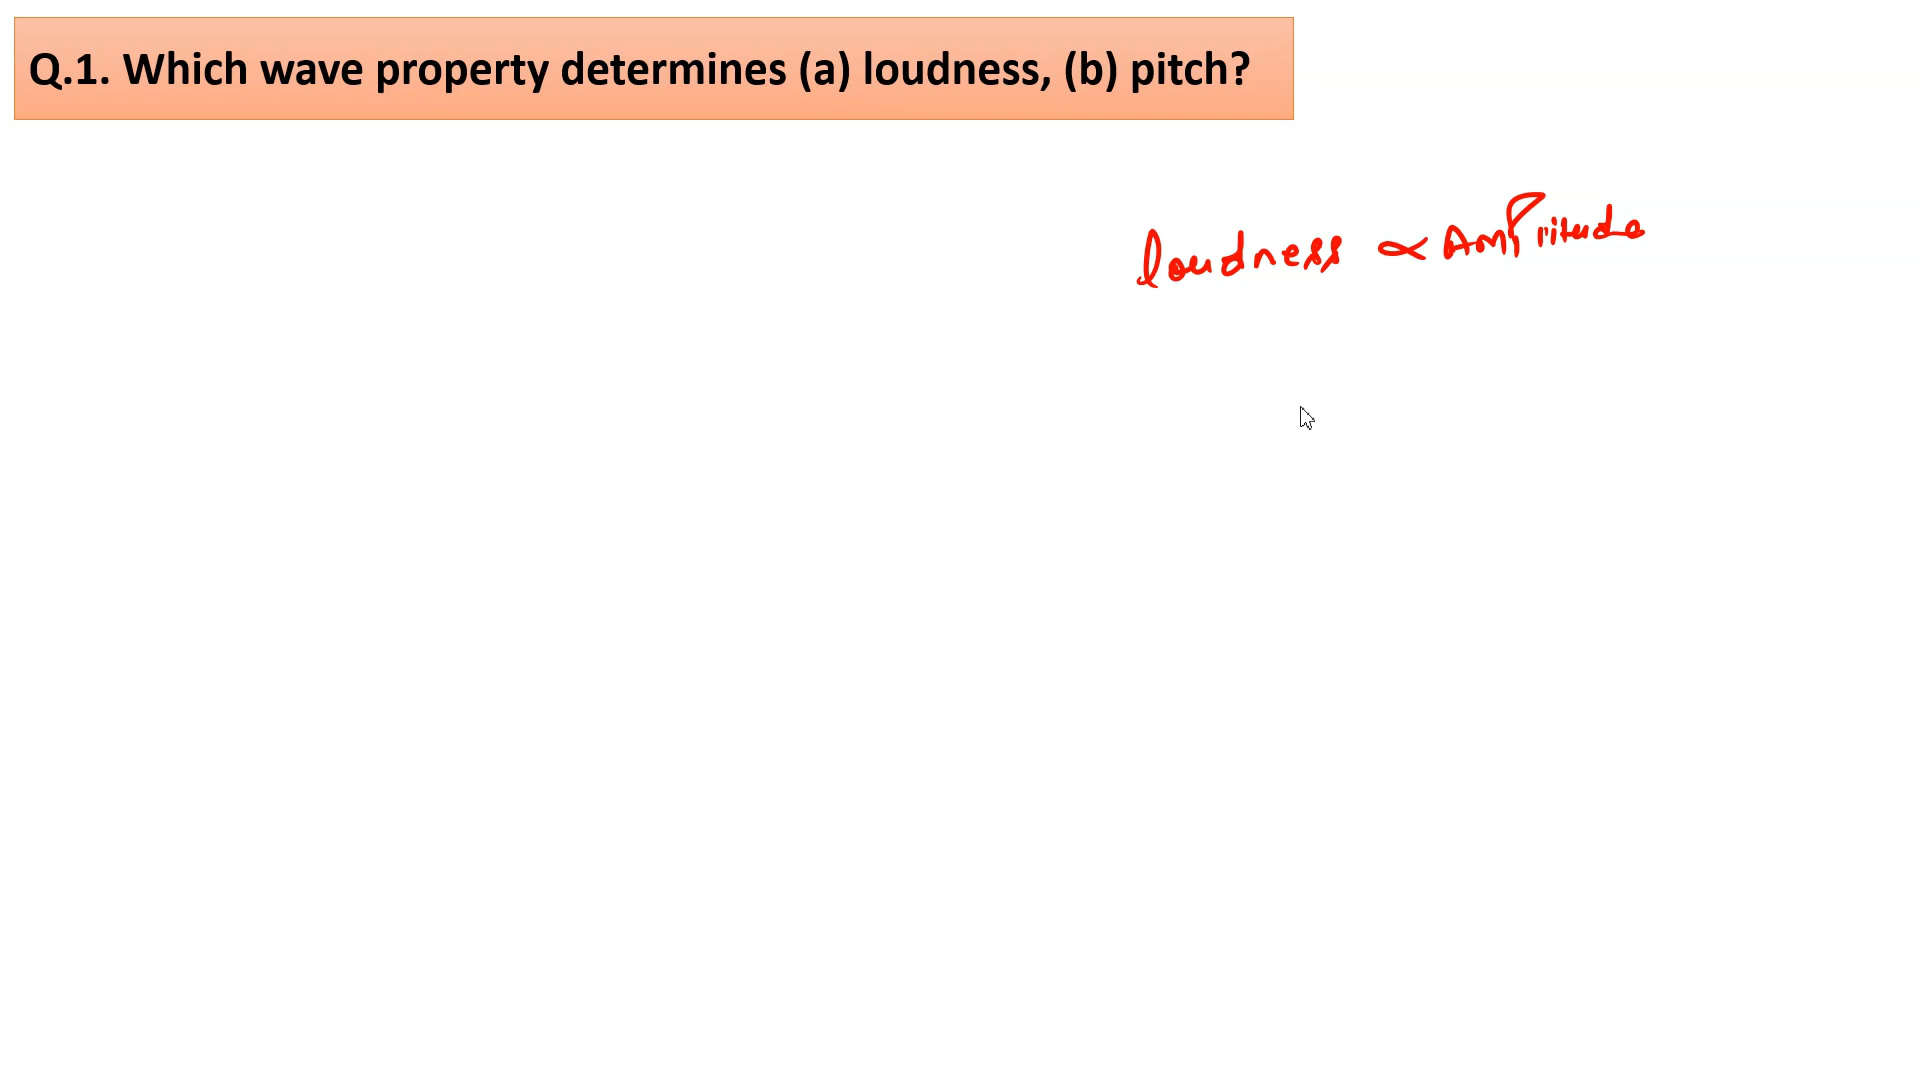 Q.1. Which wave property determines (a) loudness, (b) pitch?
loudness ∝ Amplitude